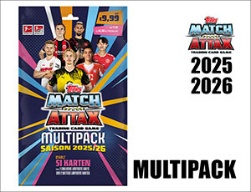 9,99
topps
MATCH
ATTAX
TRADING CARD GAME
MULTIPACK
SAISON 2025/26
51 KARTEN
topps
MATCH
ATTAX
TRADING CARD GAME
2025
2026
MULTIPACK